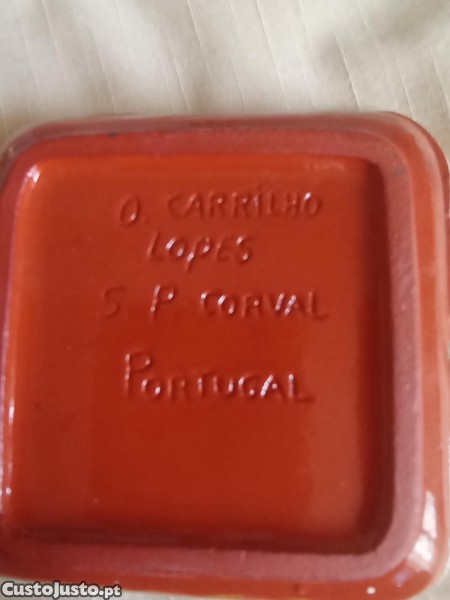 O. CARRILHO
LOPES
S. P. CORVAL
PORTUGAL
CustoJusto.pt